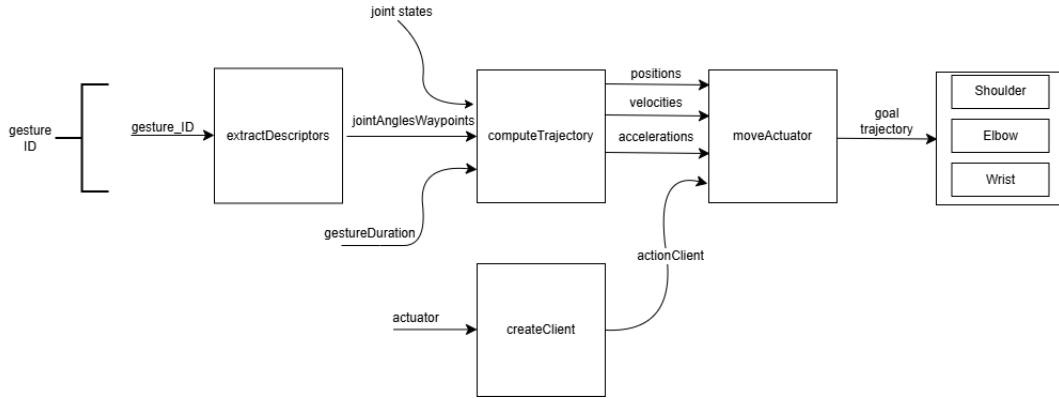 joint states
gesture
ID
gesture_ID
extractDescriptors
jointAnglesWaypoints
computeTrajectory
positions
velocities
accelerations
moveActuator
goal
trajectory
Shoulder
Elbow
Wrist
gestureDuration
actionClient
actuator
createClient